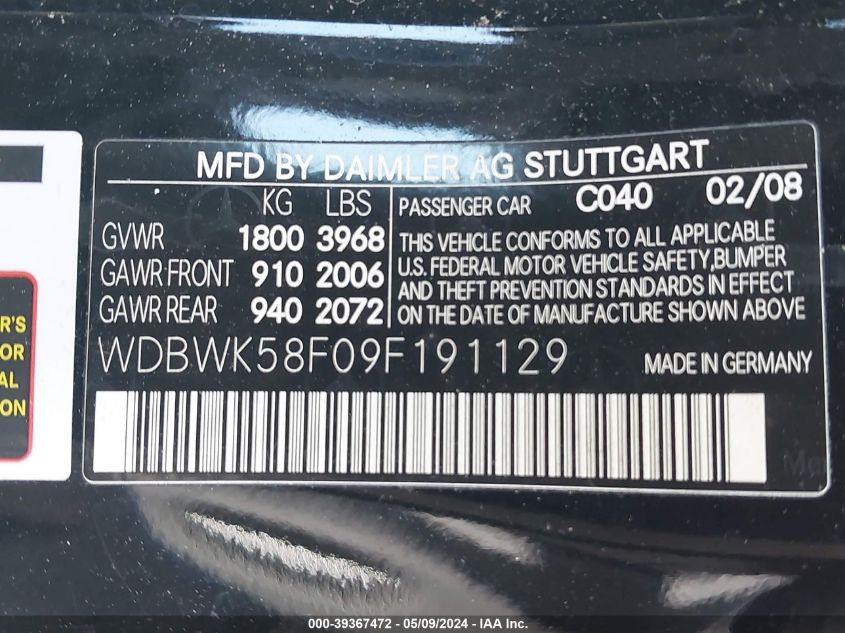 MFD BY DAIMLER AG STUTTGART
KG LBS
GVWR 1800 3968
GAWR FRONT 910 2006
GAWR REAR 940 2072
PASSENGER CAR C040 02/08
THIS VEHICLE CONFORMS TO ALL APPLICABLE
U.S. FEDERAL MOTOR VEHICLE SAFETY,BUMPER
AND THEFT PREVENTION STANDARDS IN EFFECT
ON THE DATE OF MANUFACTURE SHOWN ABOVE
WDBWK58F09F191129 MADE IN GERMANY
R'S
OR
AL
ON
000-39367472 - 05/09/2024 - IAA Inc.